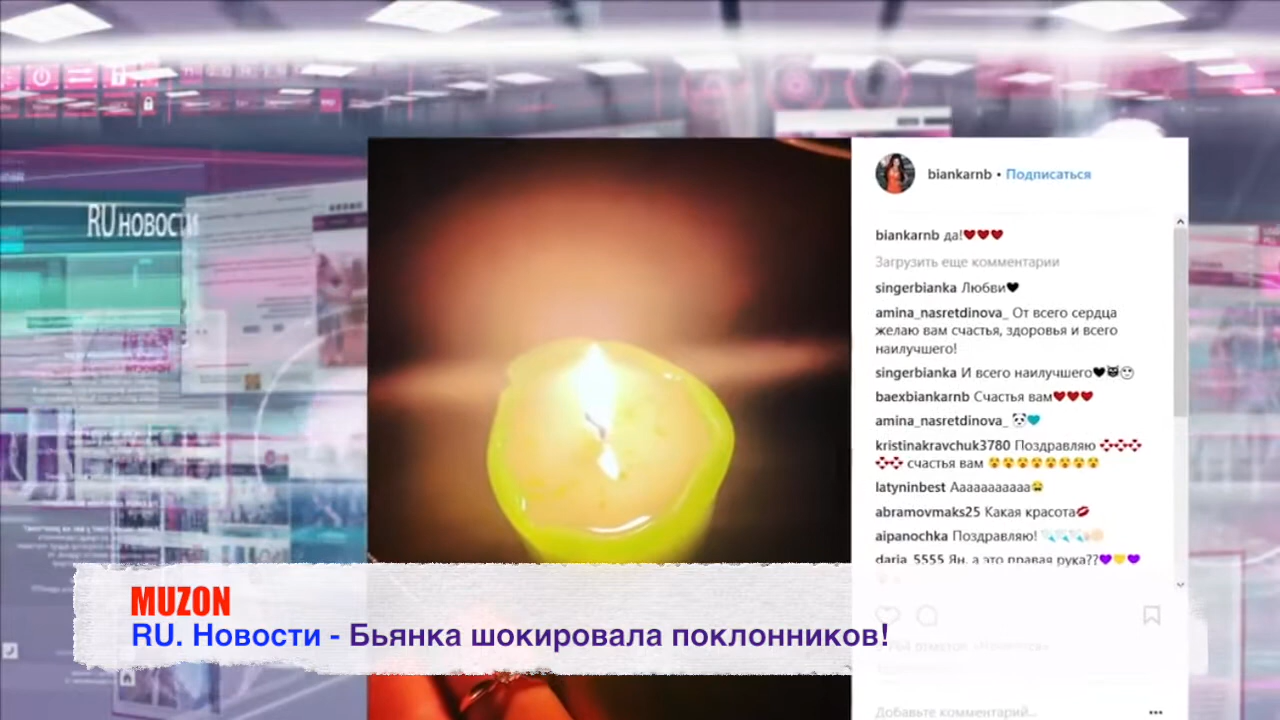 RU НОВОСТИ
biankarnb • Подписаться
biankarnb да!❤❤❤
Загрузить еще комментарии
singerbianka Любви🖤
amina_nasretdinova_ От всего сердца
желаю вам счастья, здоровья и всего
наилучшего!
singerbianka И всего наилучшего🖤
baexbiankarnb Счастья вам❤❤❤
amina_nasretdinova_ 🐼
kristinakravchuk3780 Поздравляю
счастья вам
latyninbest Ааааааааааа
abramovmaks25 Какая красота💋
aipanochka Поздравляю!
daria_5555 Ян, а это правая рука??💜💛💜
Добавьте комментарий...
MUZON
RU. Новости - Бьянка шокировала поклонников!